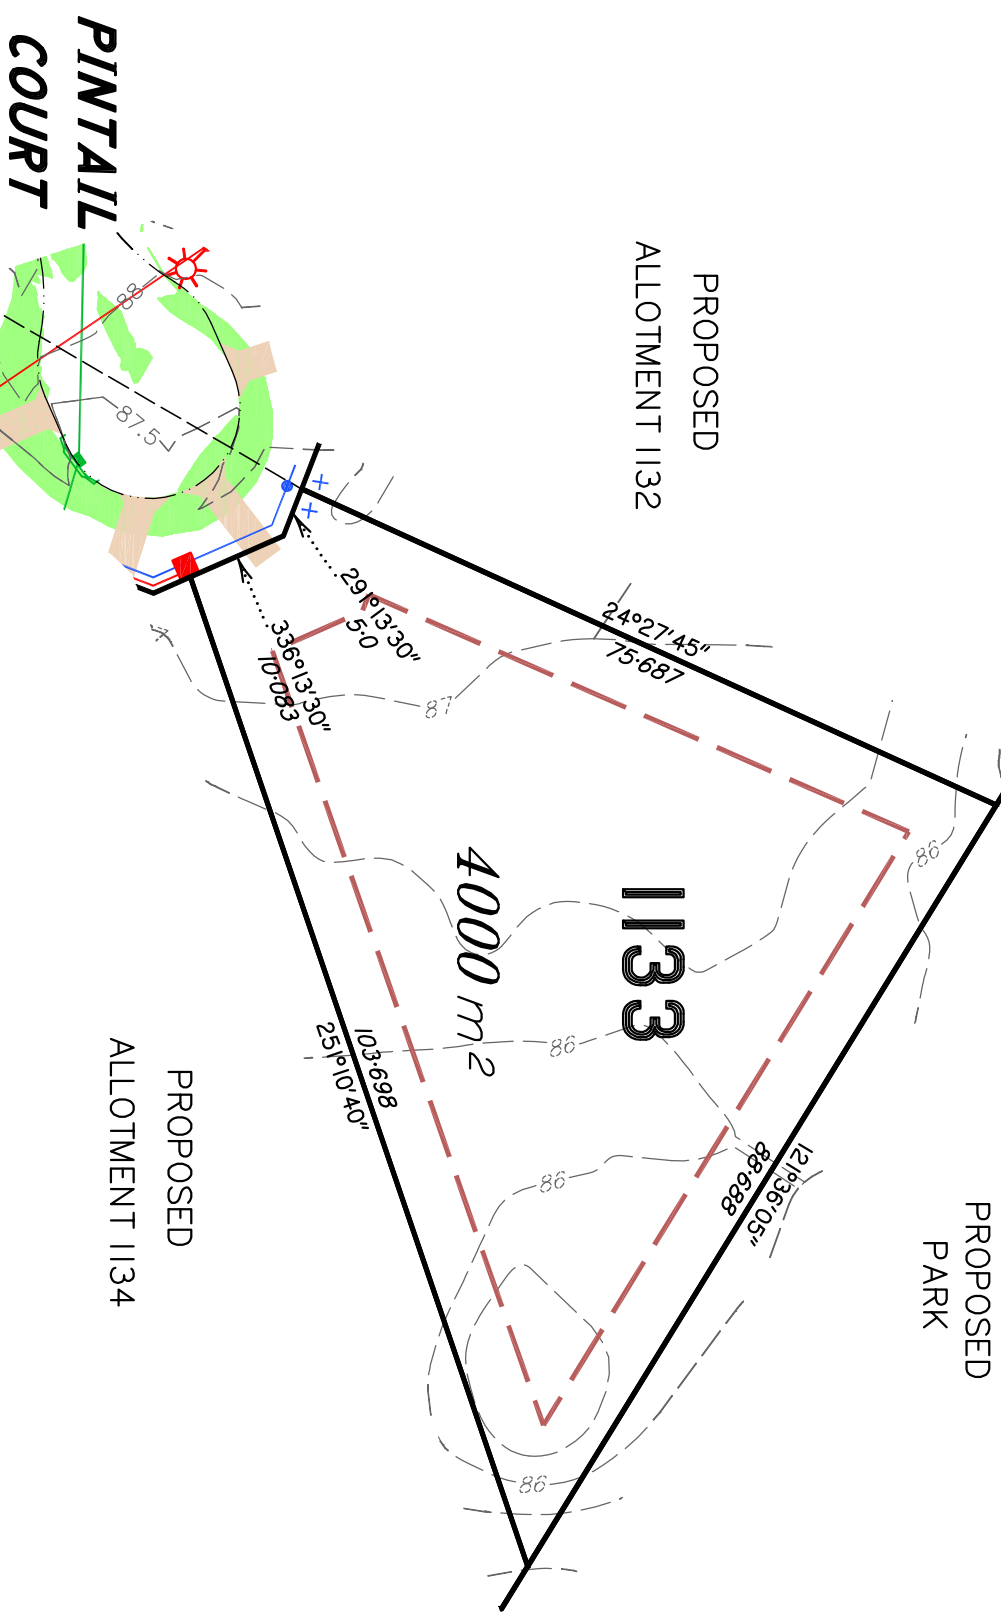 PINTAIL
COURT
PROPOSED
ALLOTMENT 1132
88
87.5
24°27'45"
75·687
291°13'30"
5·0
336°13'30"
10·083
87
86
1133
4000 m2
86
103·698
251°10'40"
121°36'05"
88·688
86
PROPOSED
ALLOTMENT 1134
PROPOSED
PARK
86